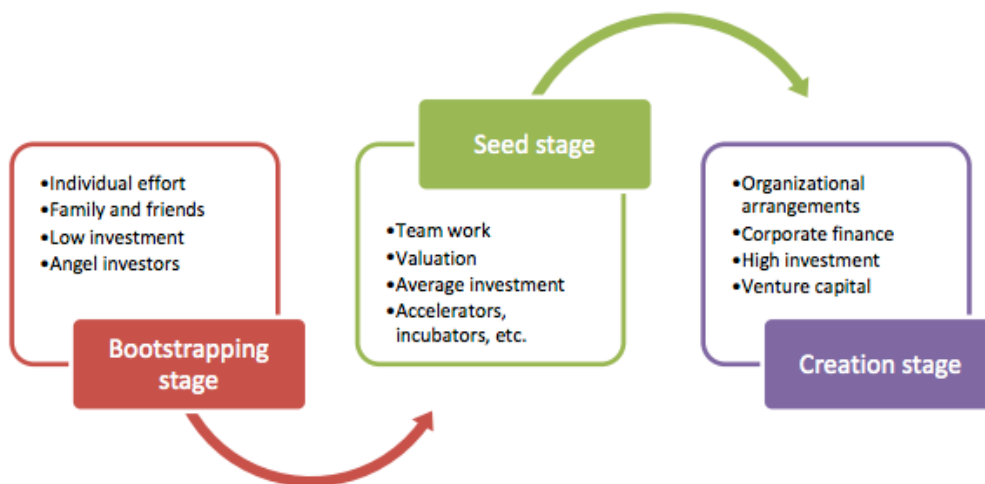 •Individual effort
•Family and friends
•Low investment
•Angel investors
Bootstrapping
stage
Seed stage
•Team work
•Valuation
•Average investment
•Accelerators,
incubators, etc.
•Organizational
arrangements
•Corporate finance
•High investment
•Venture capital
Creation stage